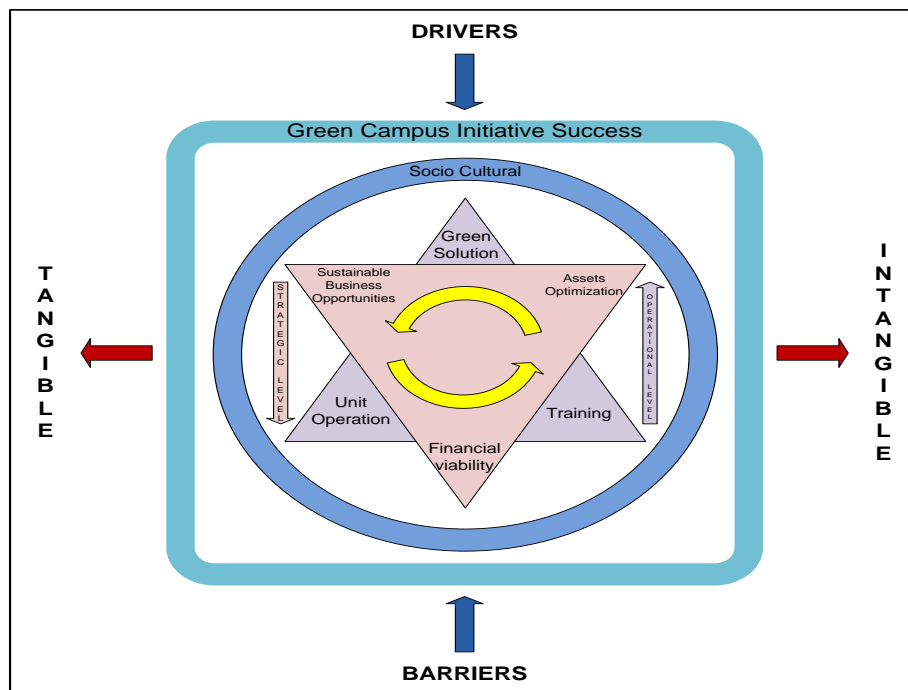 DRIVERS
Green Campus Initiative Success
Socio Cultural
Green
Solution
Sustainable
Business
Opportunities
Assets
Optimization
TANGIBLE
STRATEGIC LEVEL
OPERATIONAL LEVEL
INTANGIBLE
Unit
Operation
Training
Financial
viability
BARRIERS